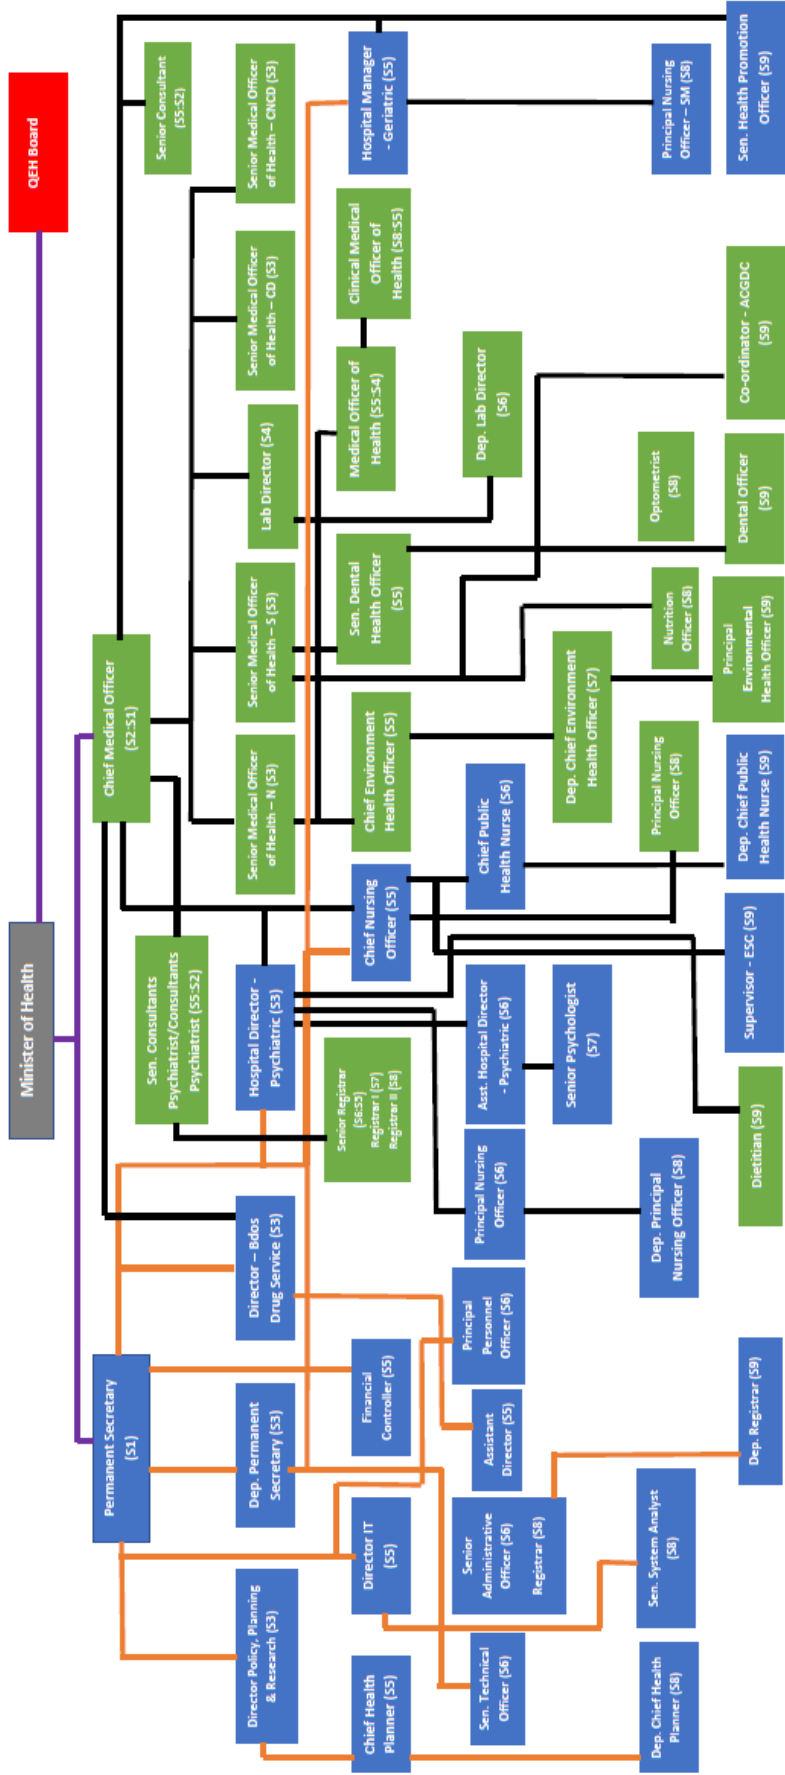 Minister of Health
QEH Board
Permanent Secretary
(S1)
Chief Medical Officer
(S2:S1)
Sen. Consultants
Psychiatrist/Consultants
Psychiatrist (S5:S2)
Senior Consultant
(S5:S2)
Director Policy, Planning
& Research (S3)
Dep. Permanent
Secretary (S3)
Director – Bdos
Drug Service (S3)
Hospital Director -
Psychiatric (S3)
Senior Medical Officer
of Health – N (S3)
Senior Medical Officer
of Health – S (S3)
Lab Director (S4)
Senior Medical Officer
of Health – CD (S3)
Senior Medical Officer
of Health – CNCD (S3)
Chief Health
Planner (S5)
Director IT
(S5)
Financial
Controller (S5)
Senior Registrar
(S6:S5)
Registrar I (S7)
Registrar II (S8)
Chief Nursing
Officer (S5)
Chief Environment
Health Officer (S5)
Sen. Dental
Health Officer
(S5)
Medical Officer of
Health (S5:S4)
Clinical Medical
Officer of
Health (S8:S5)
Hospital Manager
- Geriatric (S5)
Sen. Technical
Officer (S6)
Senior
Administrative
Officer (S6)
Registrar (S8)
Assistant
Director (S5)
Principal
Personnel
Officer (S6)
Principal Nursing
Officer (S6)
Asst. Hospital Director
- Psychiatric (S6)
Chief Public
Health Nurse (S6)
Dep. Lab Director
(S6)
Senior Psychologist
(S7)
Dep. Chief Environment
Health Officer (S7)
Dep. Chief Health
Planner (S8)
Sen. System Analyst
(S8)
Dep. Principal
Nursing Officer (S8)
Principal Nursing
Officer (S8)
Nutrition
Officer (S8)
Optometrist
(S8)
Principal Nursing
Officer – SM (S8)
Dep. Registrar (S9)
Dietitian (S9)
Supervisor - ESC (S9)
Dep. Chief Public
Health Nurse (S9)
Principal
Environmental
Health Officer (S9)
Dental Officer
(S9)
Co-ordinator - ACGDC
(S9)
Sen. Health Promotion
Officer (S9)